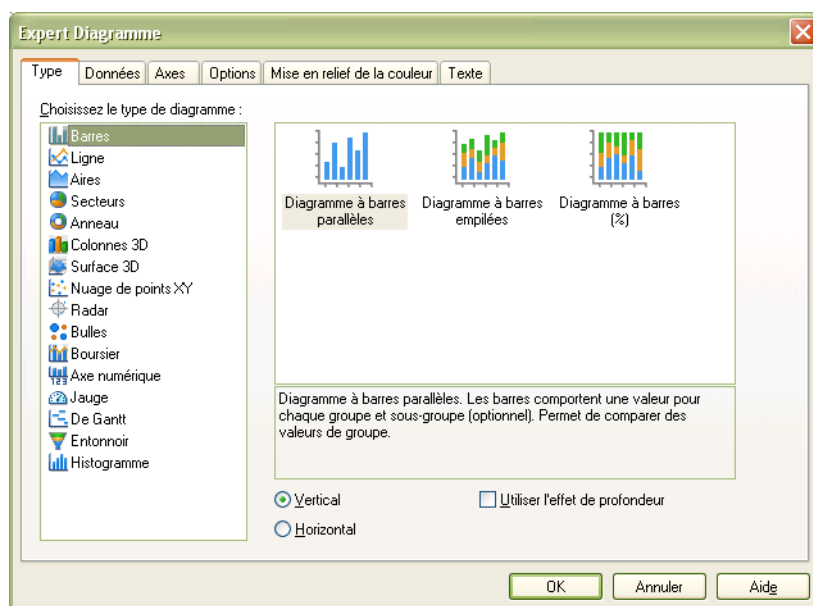 Expert Diagramme
Type Données Axes Options Mise en relief de la couleur Texte
Choisissez le type de diagramme :
Barres
Ligne
Aires
Secteurs
Anneau
Colonnes 3D
Surface 3D
Nuage de points XY
Radar
Bulles
Boursier
Axe numérique
Jauge
De Gantt
Entonnoir
Histogramme
Diagramme à barres
parallèles
Diagramme à barres
empilées
Diagramme à barres
(%)
Diagramme à barres parallèles. Les barres comportent une valeur pour
chaque groupe et sous-groupe (optionnel). Permet de comparer des
valeurs de groupe.
Vertical
Utiliser l'effet de profondeur
Horizontal
OK Annuler Aide